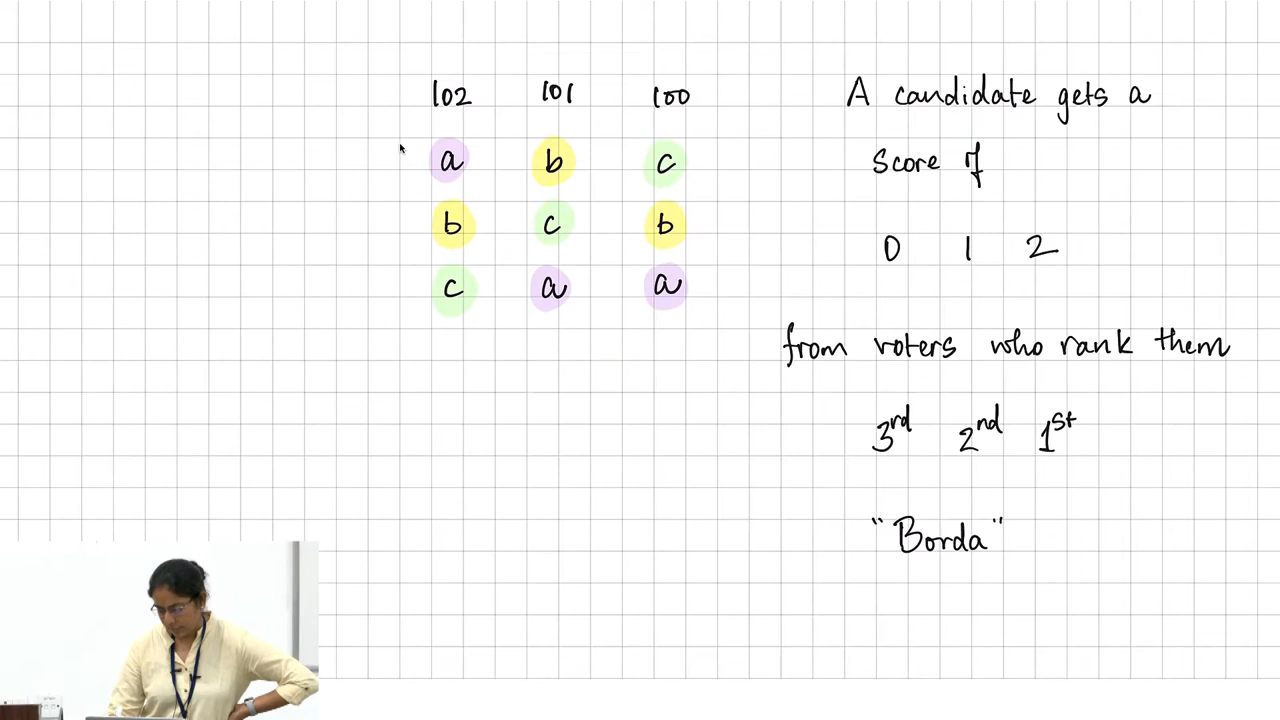 102 101 100
a b c
b c b
c a a
A candidate gets a
score of
0 1 2
from voters who rank them
3rd 2nd 1st
"Borda"